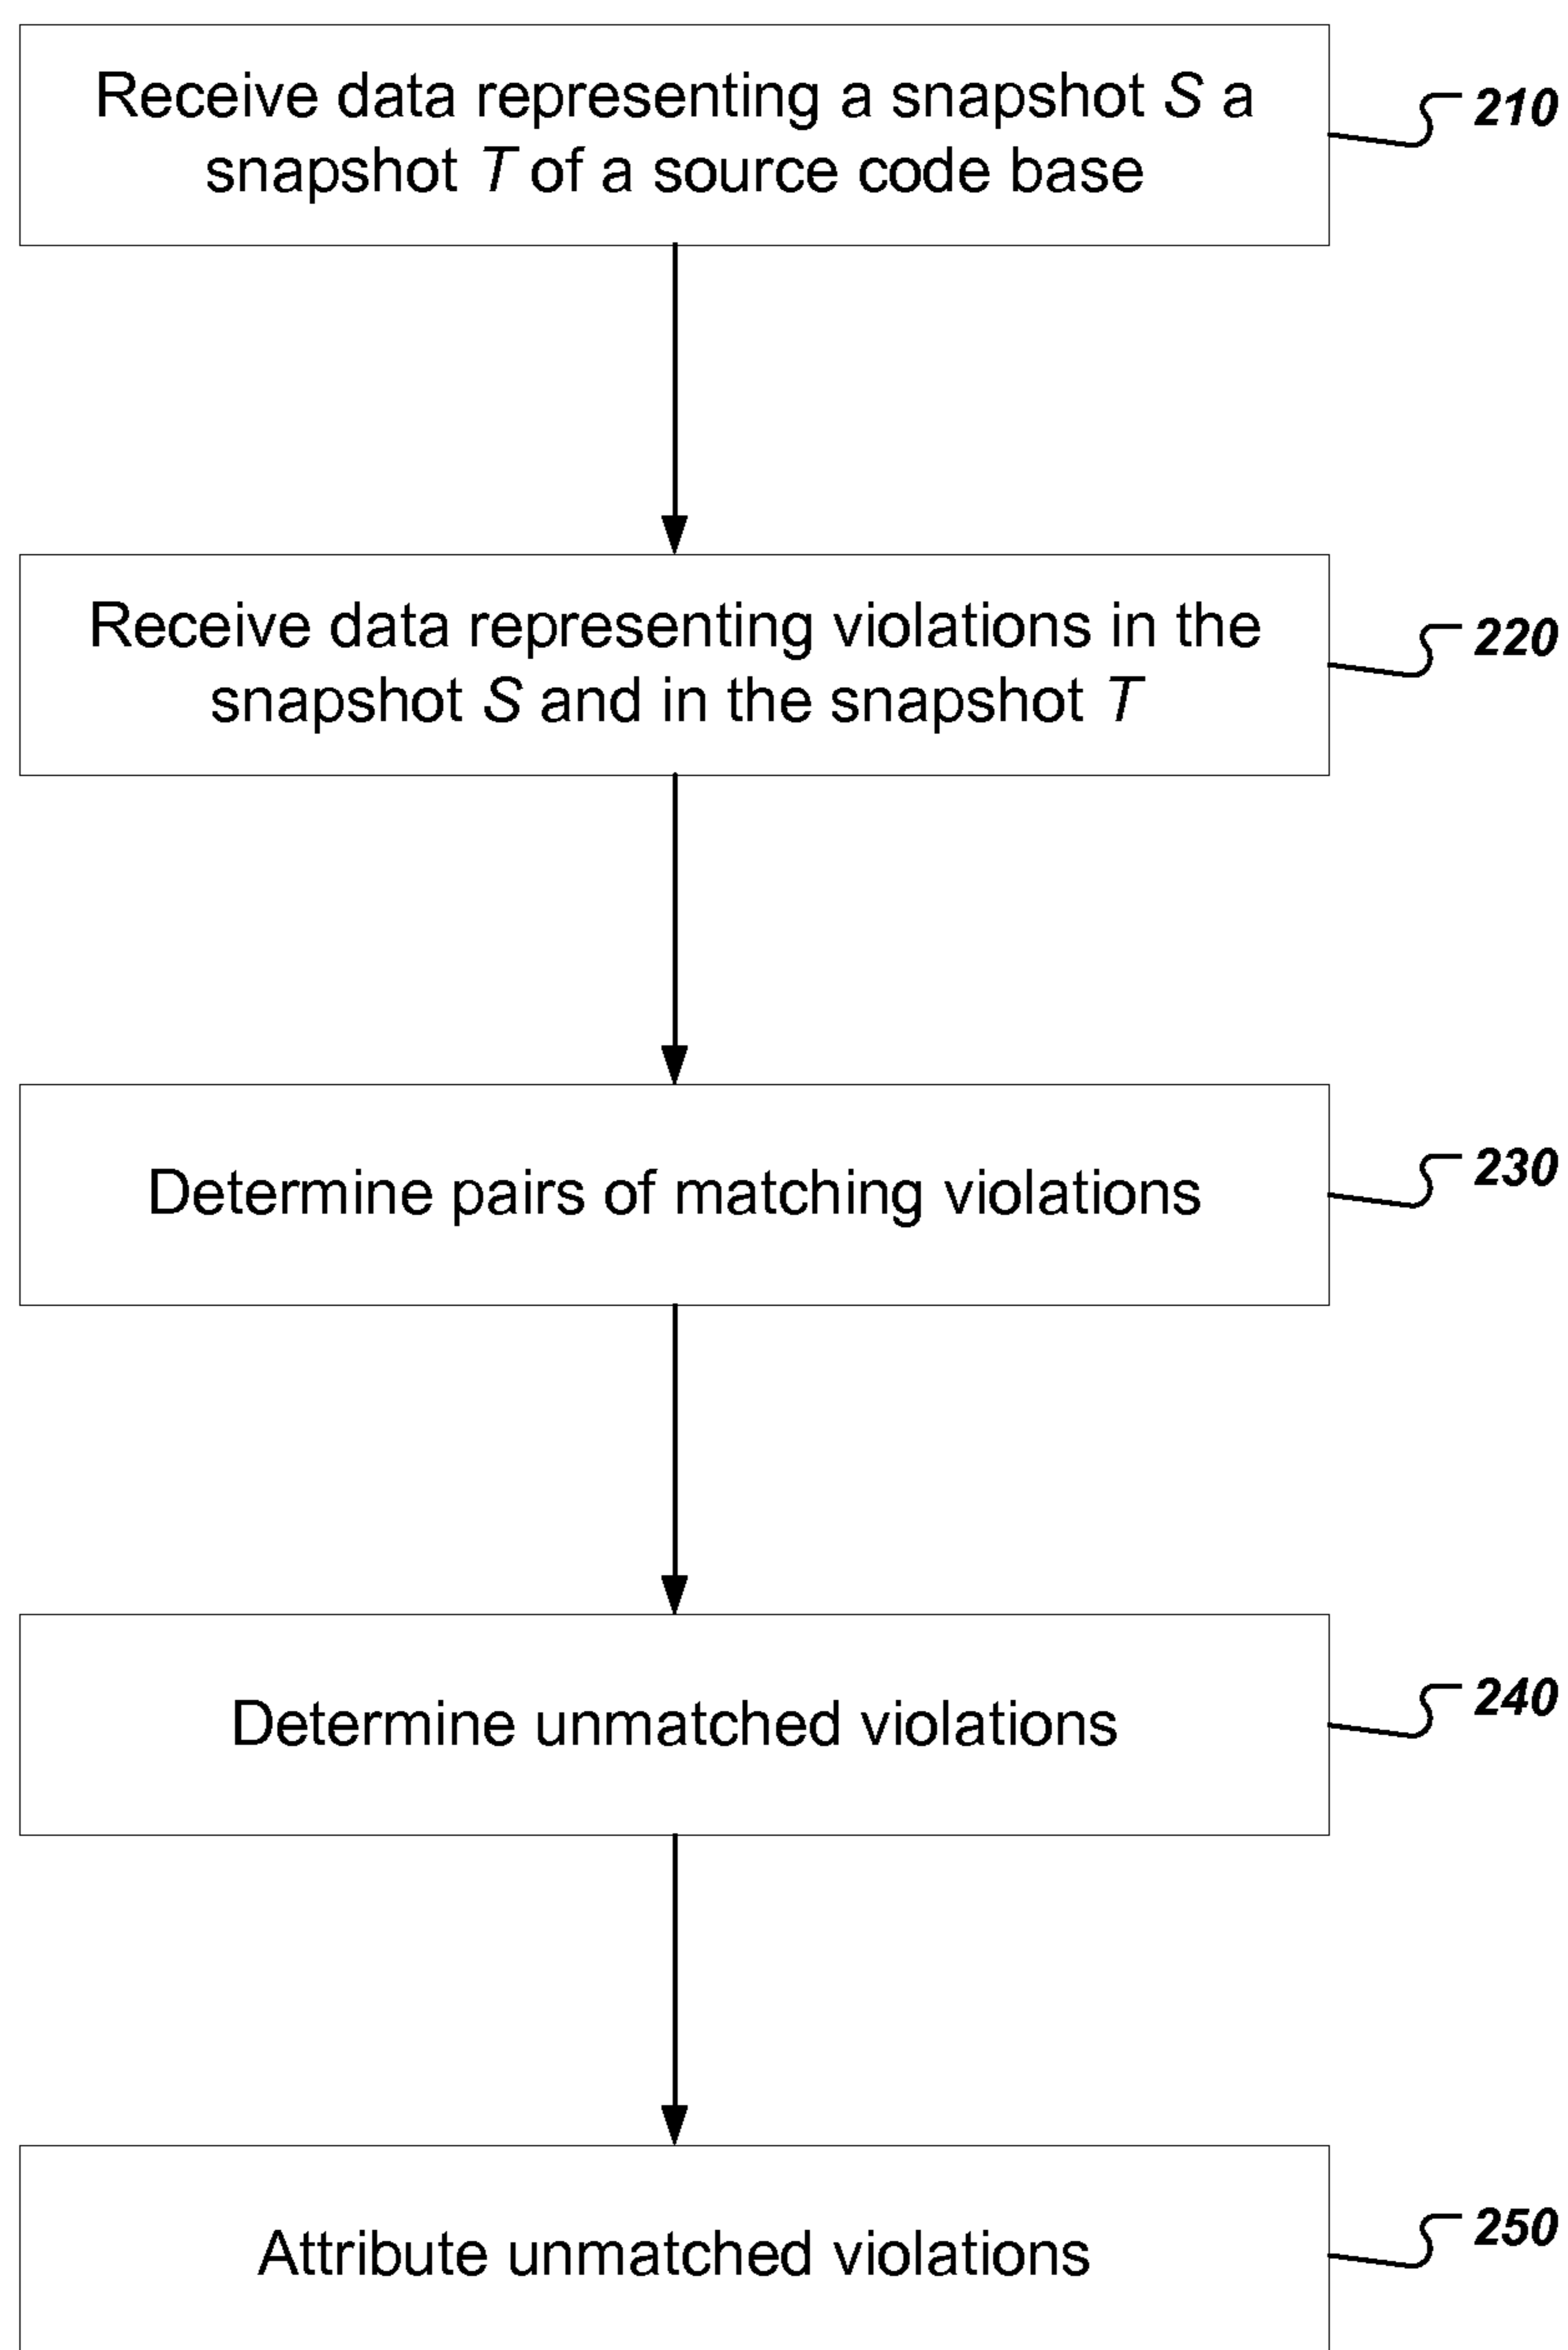 Receive data representing a snapshot S a
snapshot T of a source code base
210
Receive data representing violations in the
snapshot S and in the snapshot T
220
Determine pairs of matching violations
230
Determine unmatched violations
240
Attribute unmatched violations
250